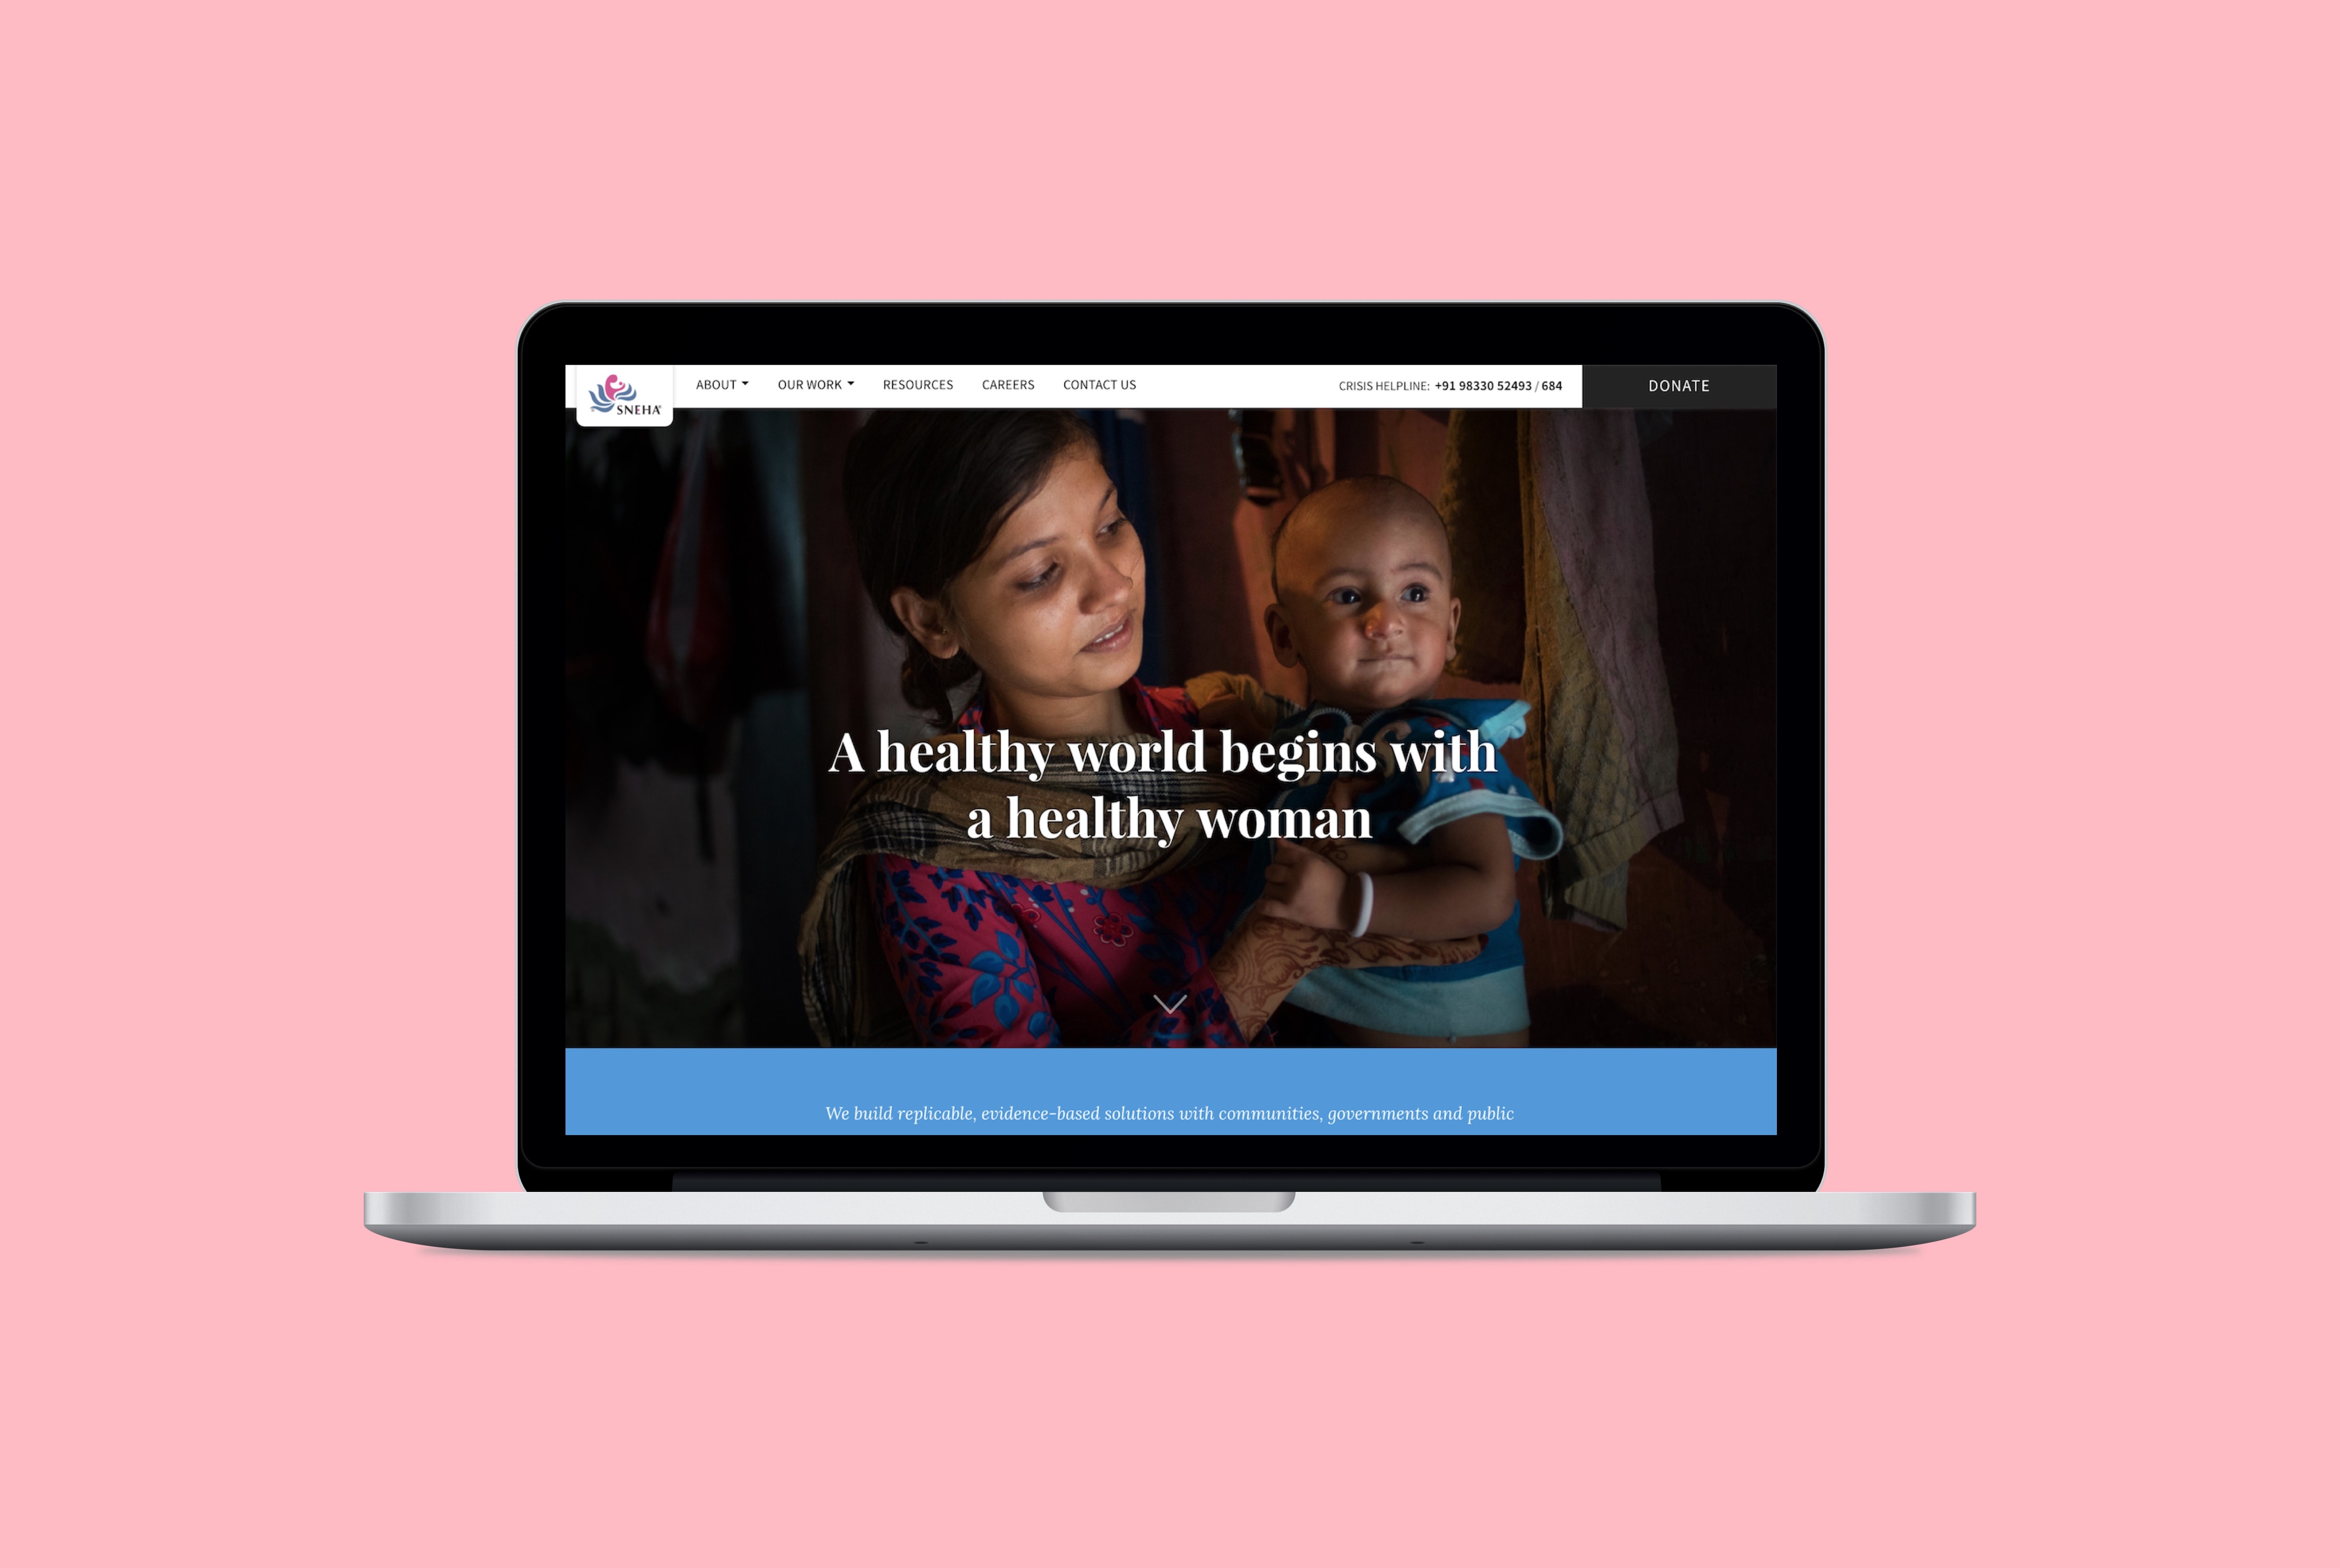 SNEHA
ABOUT
OUR WORK
RESOURCES
CAREERS
CONTACT US
CRISIS HELPLINE: +91 98330 52493 / 684
DONATE
A healthy world begins with
a healthy woman
We build replicable, evidence-based solutions with communities, governments and public